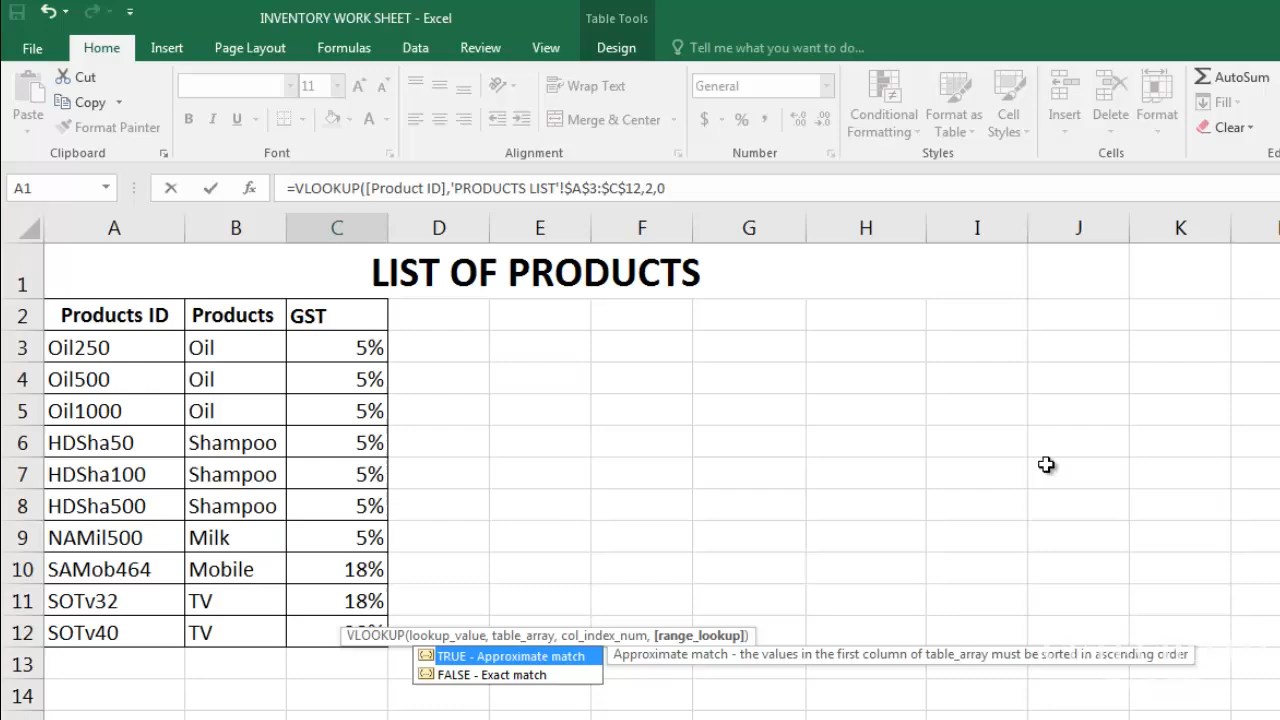 INVENTORY WORK SHEET - Excel
Table Tools
File Home Insert Page Layout Formulas Data Review View Design Tell me what you want to do...
Paste
Cut
Copy
Format Painter
Clipboard
11 A A
B I U A
Font
Wrap Text
Merge & Center
Alignment
General
$ % ,
Number
Conditional Formatting
Format as Table
Cell Styles
Styles
Insert Delete Format
Cells
AutoSum
Fill
Clear
Ed
A1 fx =VLOOKUP([Product ID],'PRODUCTS LIST'!$A$3:$C$12,2,0
A B C D E F G H I J K
1 LIST OF PRODUCTS
2 Products ID Products GST
3 Oil250 Oil 5%
4 Oil500 Oil 5%
5 Oil1000 Oil 5%
6 HDSha50 Shampoo 5%
7 HDSha100 Shampoo 5%
8 HDSha500 Shampoo 5%
9 NAMil500 Milk 5%
10 SAMob464 Mobile 18%
11 SOTv32 TV 18%
12 SOTv40 TV
VLOOKUP(lookup_value, table_array, col_index_num, [range_lookup])
TRUE - Approximate match
Approximate match - the values in the first column of table_array must be sorted in ascending order
FALSE - Exact match
13
14